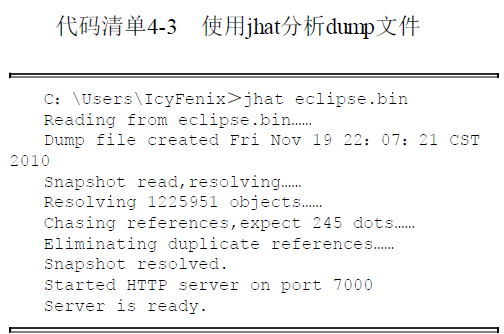 代码清单4-3 使用jhat分析dump文件
C：\Users\IcyFenix＞jhat eclipse.bin
Reading from eclipse.bin……
Dump file created Fri Nov 19 22：07：21 CST
2010
Snapshot read,resolving……
Resolving 1225951 objects……
Chasing references,expect 245 dots……
Eliminating duplicate references……
Snapshot resolved.
Started HTTP server on port 7000
Server is ready.